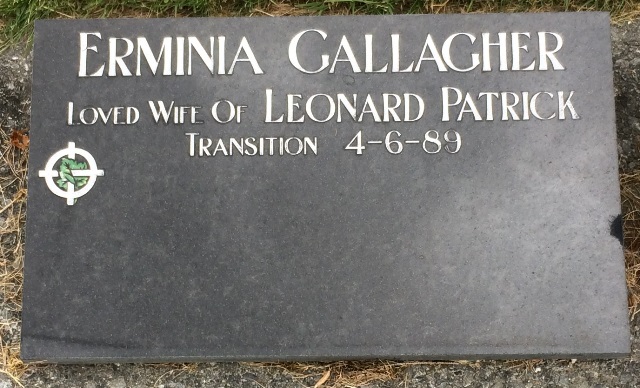 ERMINIA GALLAGHER
LOVED WIFE OF LEONARD PATRICK
TRANSITION 4-6-89